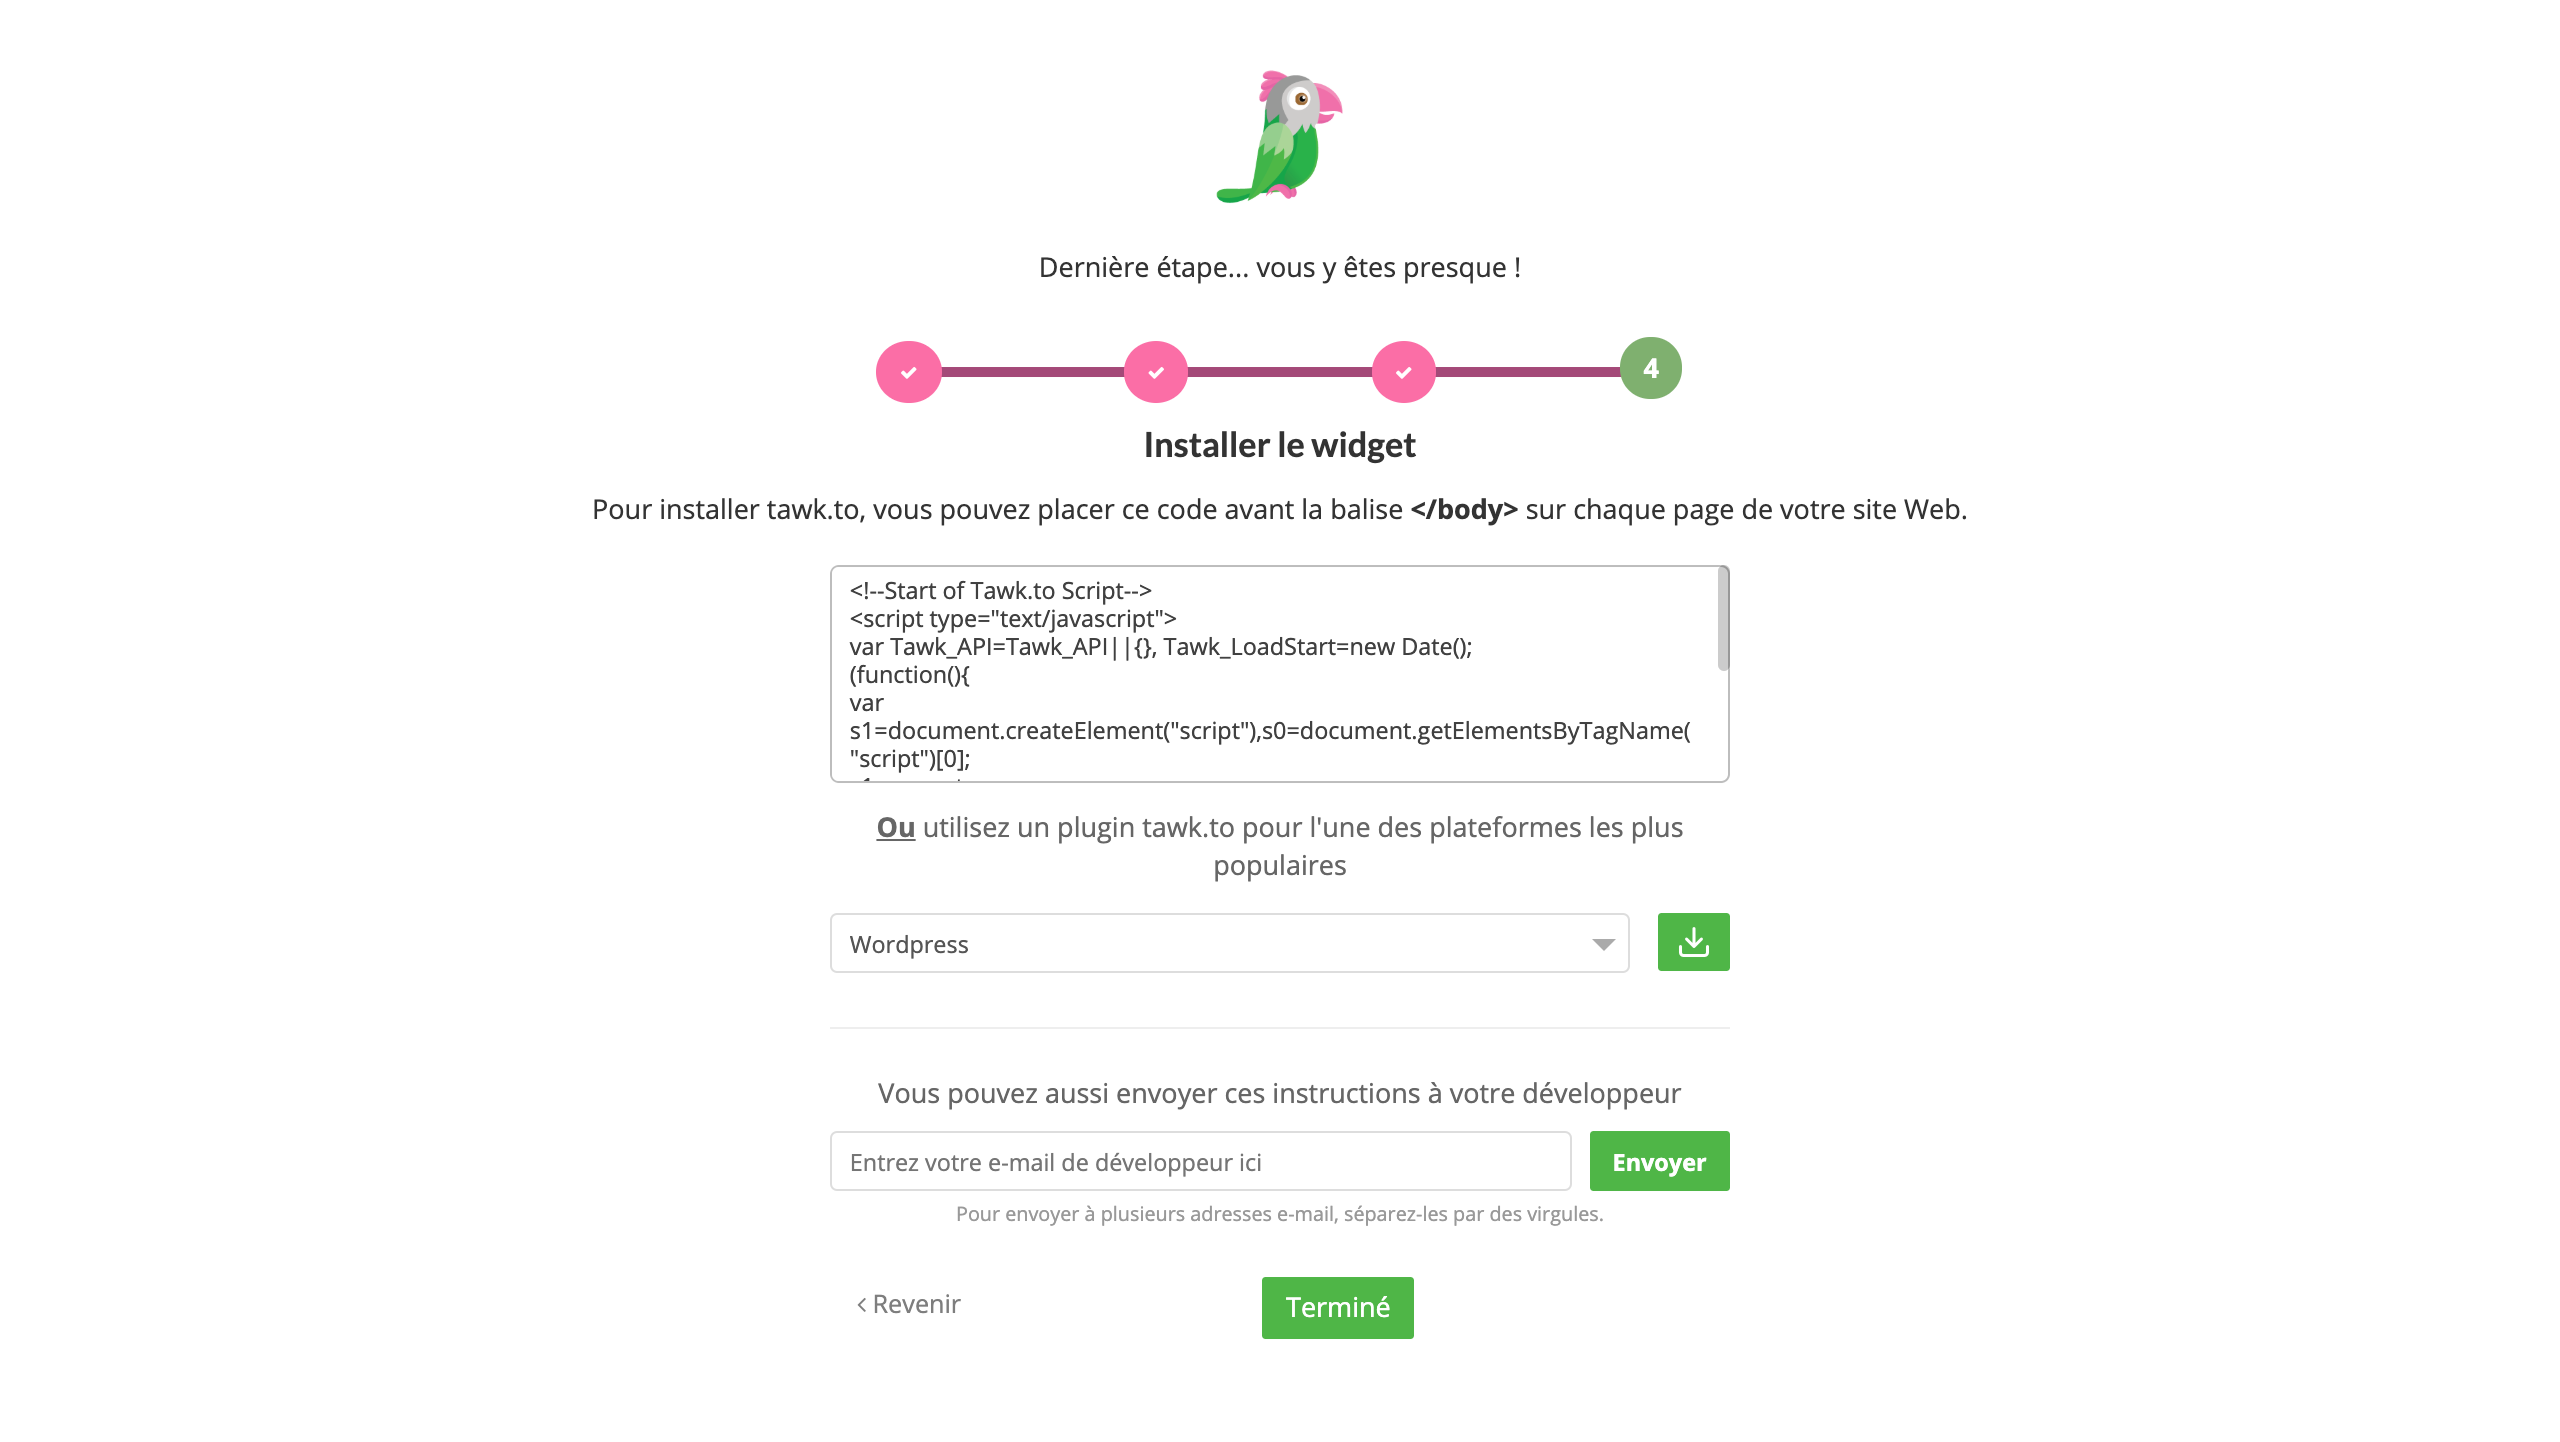 Dernière étape... vous y êtes presque !
4
Installer le widget
Pour installer tawk.to, vous pouvez placer ce code avant la balise </body> sur chaque page de votre site Web.
<!--Start of Tawk.to Script-->
<script type="text/javascript">
var Tawk_API=Tawk_API||{}, Tawk_LoadStart=new Date();
(function(){
var
s1=document.createElement("script"),s0=document.getElementsByTagName(
"script")[0];
Ou utilisez un plugin tawk.to pour l'une des plateformes les plus
populaires
Wordpress
Vous pouvez aussi envoyer ces instructions à votre développeur
Entrez votre e-mail de développeur ici
Envoyer
Pour envoyer à plusieurs adresses e-mail, séparez-les par des virgules.
< Revenir
Terminé